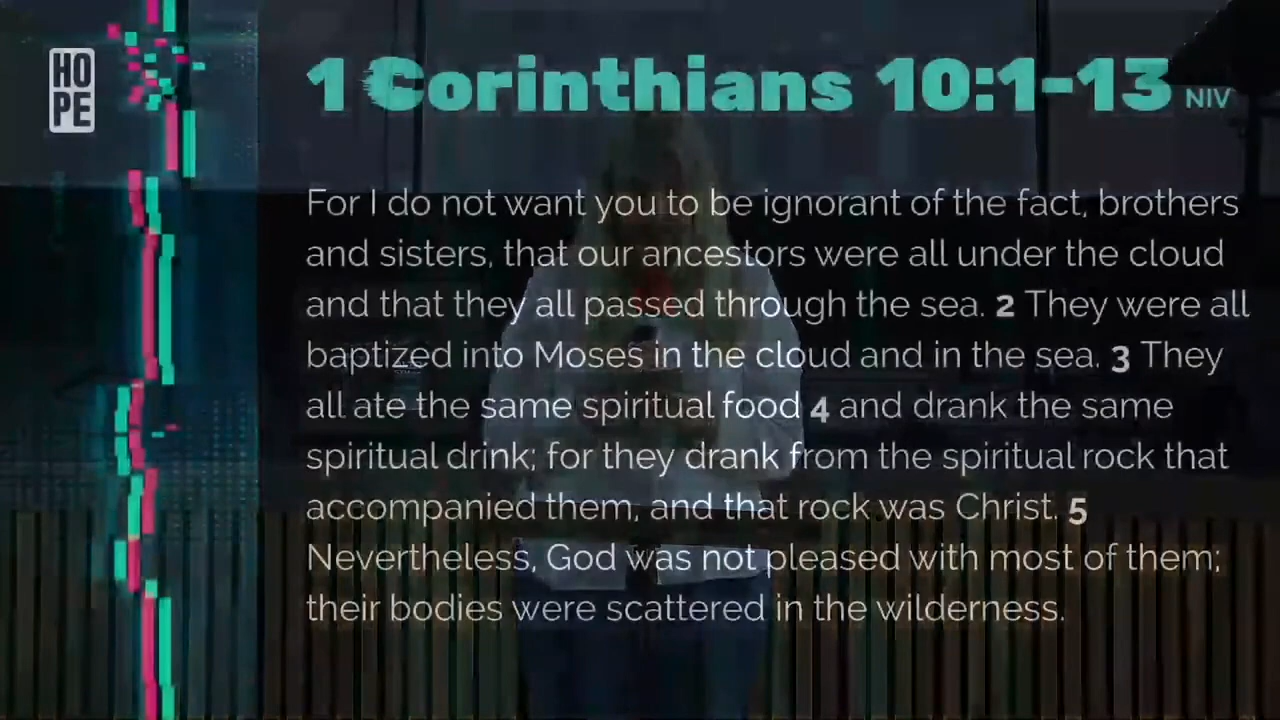 HO
PE
1 Corinthians 10:1-13 NIV
For I do not want you to be ignorant of the fact, brothers
and sisters, that our ancestors were all under the cloud
and that they all passed through the sea. 2 They were all
baptized into Moses in the cloud and in the sea. 3 They
all ate the same spiritual food 4 and drank the same
spiritual drink; for they drank from the spiritual rock that
accompanied them, and that rock was Christ. 5
Nevertheless, God was not pleased with most of them;
their bodies were scattered in the wilderness.